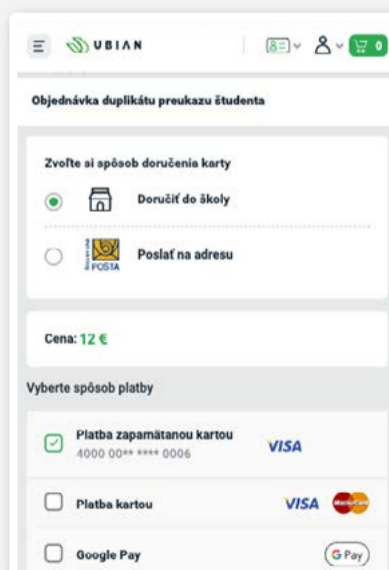 UBIAN
0
Objednávka duplikátu preukazu študenta
Zvoľte si spôsob doručenia karty
Doručiť do školy
POŠTA
Poslať na adresu
Cena: 12 €
Vyberte spôsob platby
Platba zapamätanou kartou
VISA
4000 00** **** 0006
Platba kartou
VISA
MasterCard
Google Pay
G Pay